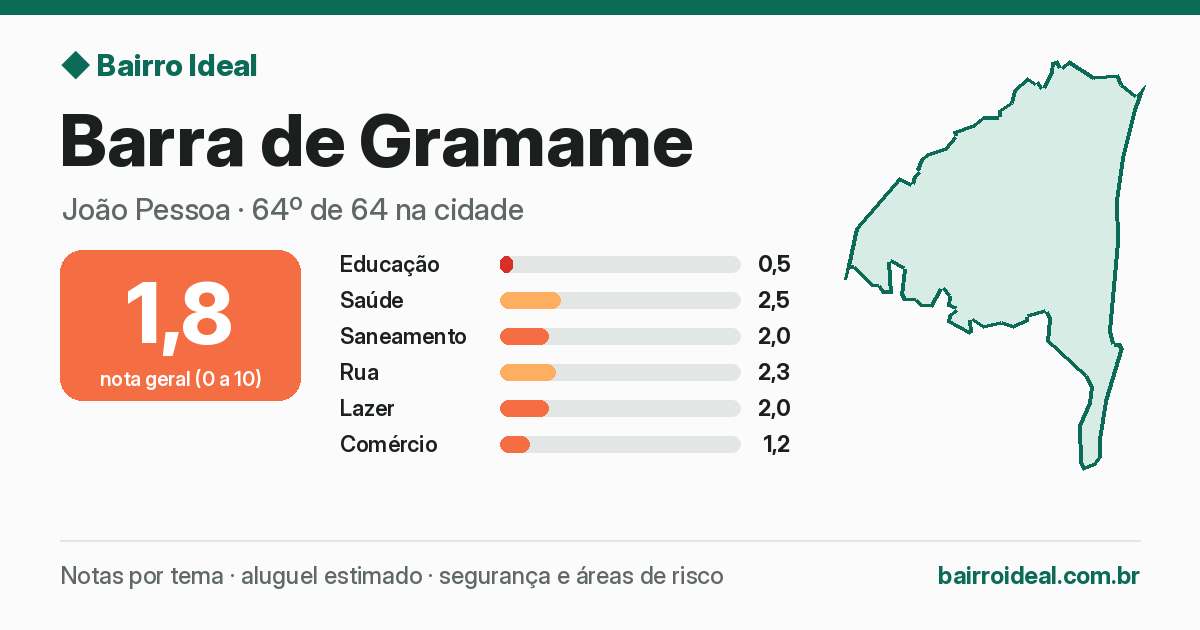 Bairro Ideal
Barra de Gramame
João Pessoa · 64º de 64 na cidade
1,8
nota geral (0 a 10)
Educação 0,5
Saúde 2,5
Saneamento 2,0
Rua 2,3
Lazer 2,0
Comércio 1,2
Notas por tema · aluguel estimado · segurança e áreas de risco
bairroideal.com.br